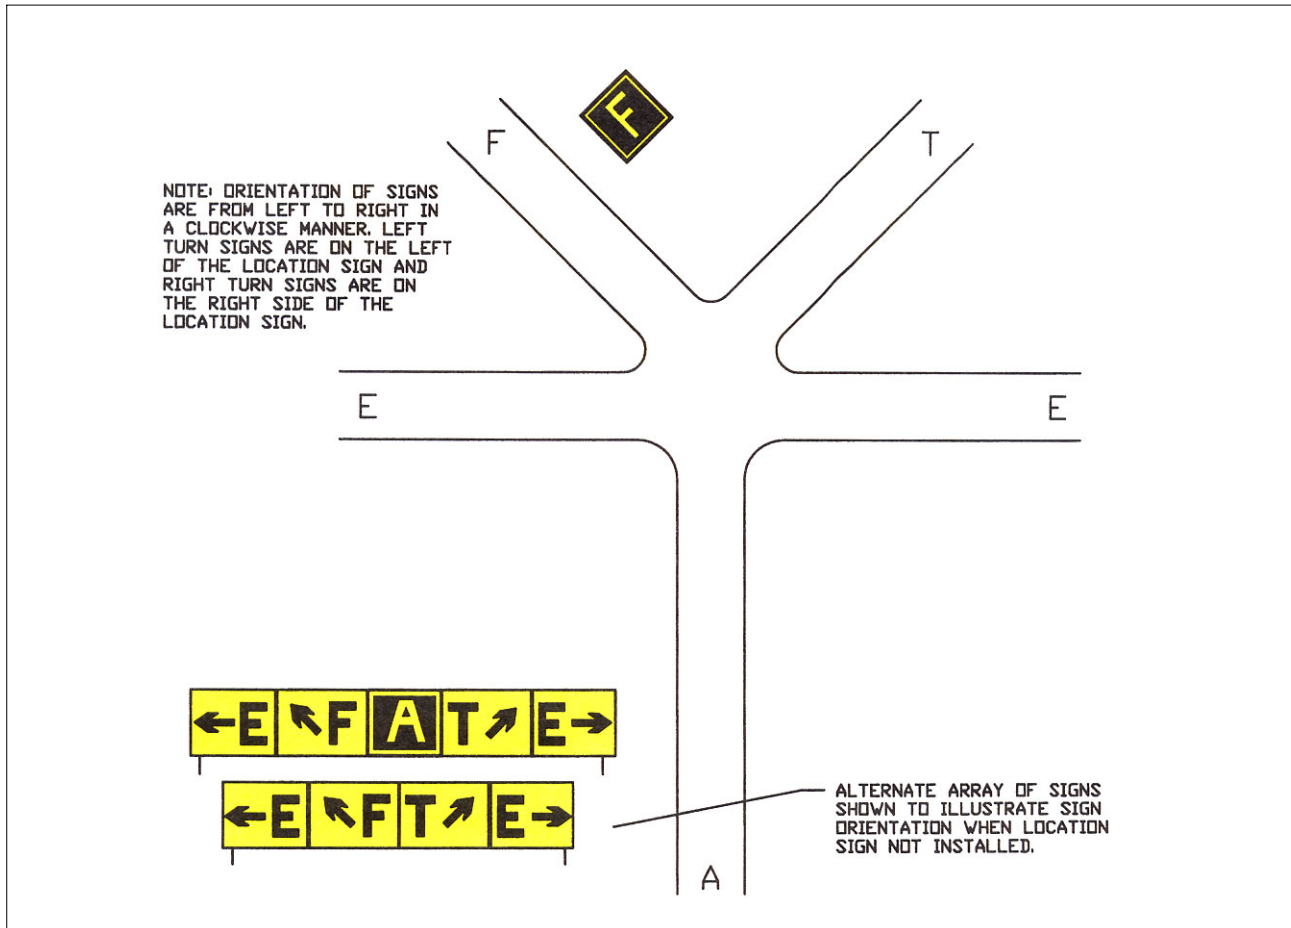 F
F
T
NOTE: ORIENTATION OF SIGNS
ARE FROM LEFT TO RIGHT IN
A CLOCKWISE MANNER. LEFT
TURN SIGNS ARE ON THE LEFT
OF THE LOCATION SIGN AND
RIGHT TURN SIGNS ARE ON
THE RIGHT SIDE OF THE
LOCATION SIGN.
E
E
←E ↖F A T↗ E→
←E ↖F T↗ E→
ALTERNATE ARRAY OF SIGNS
SHOWN TO ILLUSTRATE SIGN
ORIENTATION WHEN LOCATION
SIGN NOT INSTALLED.
A